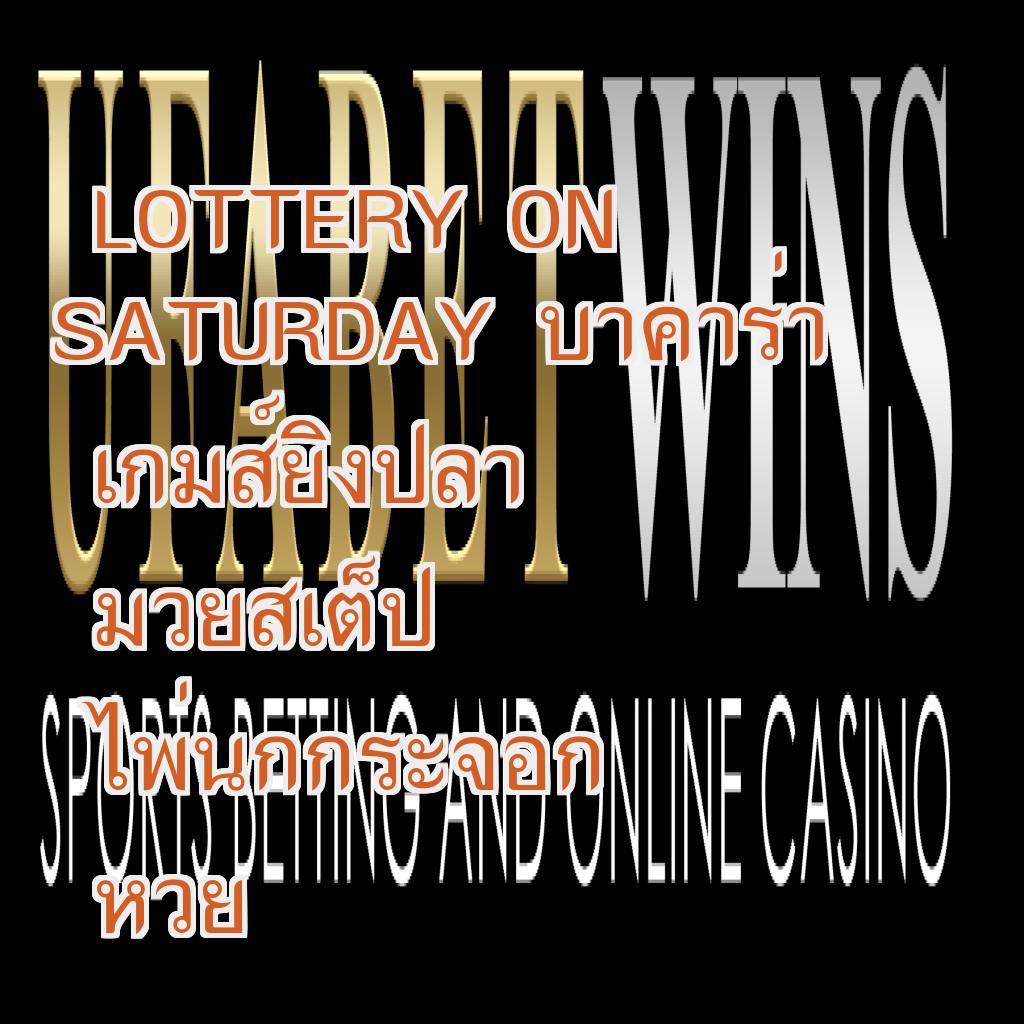 UFABETWINS
LOTTERY ON
SATURDAY บาคาร่า
เกมส์ยิงปลา
มวยสเต็ป
ไพ่นกกระจอก
SPORTS BETTING AND ONLINE CASINO
หวย